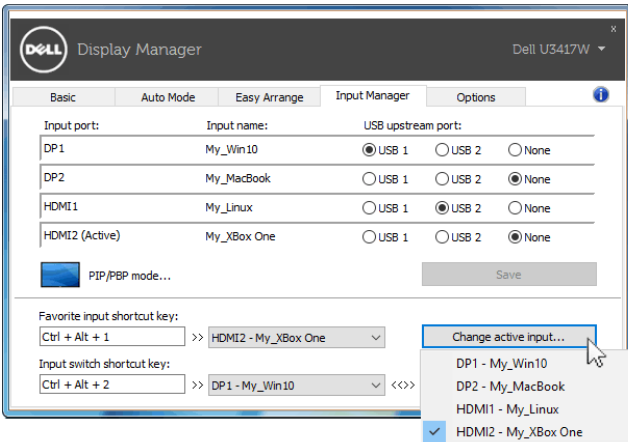 x
DELL Display Manager Dell U3417W
Basic Auto Mode Easy Arrange Input Manager Options i
Input port: Input name: USB upstream port:
DP1 My_Win10 USB 1 USB 2 None
DP2 My_MacBook USB 1 USB 2 None
HDMI1 My_Linux USB 1 USB 2 None
HDMI2 (Active) My_XBox One USB 1 USB 2 None
PIP/PBP mode... Save
Favorite input shortcut key:
Ctrl + Alt + 1 >> HDMI2 - My_XBox One Change active input...
Input switch shortcut key:
Ctrl + Alt + 2 >> DP1 - My_Win10 <<>>
DP1 - My_Win10
DP2 - My_MacBook
HDMI1 - My_Linux
HDMI2 - My_XBox One